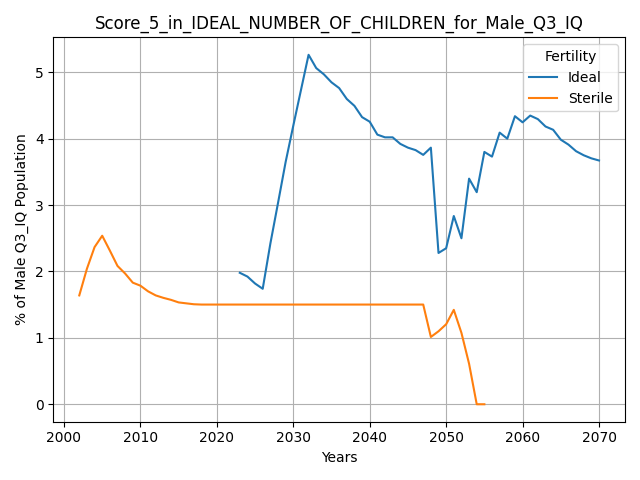 Score_5_in_IDEAL_NUMBER_OF_CHILDREN_for_Male_Q3_IQ
Fertility
Ideal
Sterile
% of Male Q3_IQ Population
5
4
3
2
1
0
2000 2010 2020 2030 2040 2050 2060 2070
Years